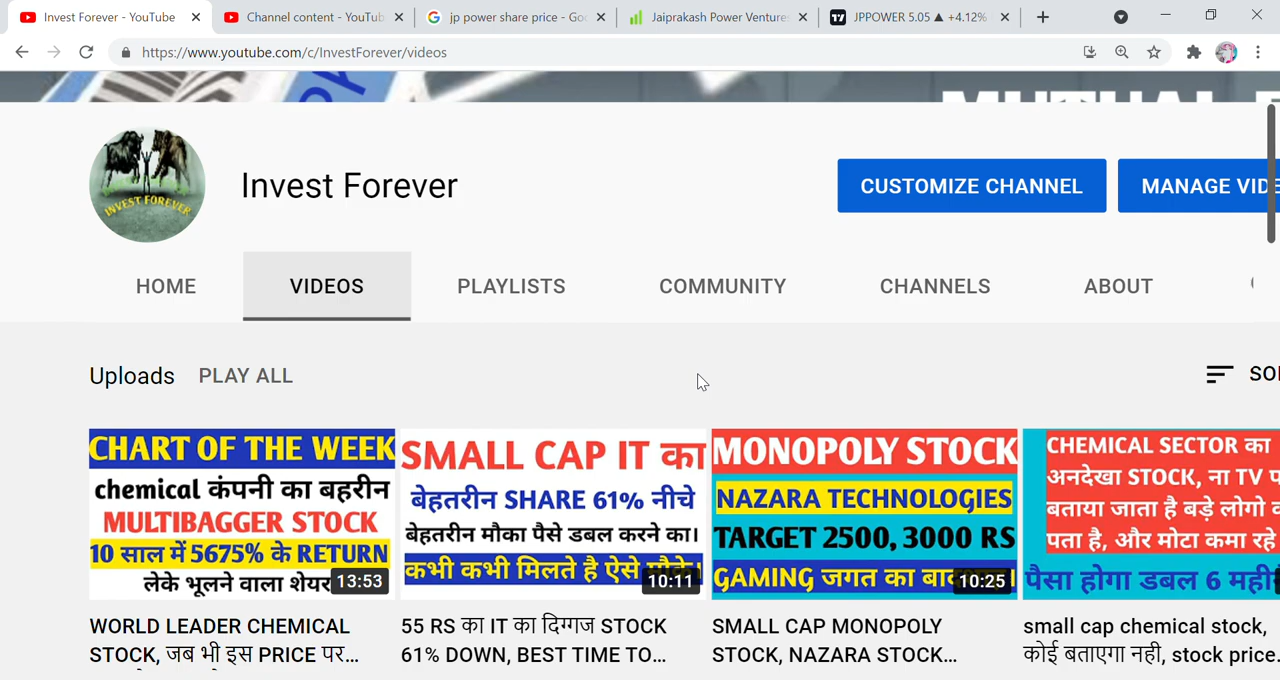 Invest Forever - YouTube
Channel content - YouTub
jp power share price - Goo
Jaiprakash Power Venture
JPPOWER 5.05 ▲ +4.12%
https://www.youtube.com/c/InvestForever/videos
INVEST FOREVER
Invest Forever
CUSTOMIZE CHANNEL
MANAGE VIDE
HOME
VIDEOS
PLAYLISTS
COMMUNITY
CHANNELS
ABOUT
Uploads
PLAY ALL
CHART OF THE WEEK
chemical कंपनी का बहरीन
MULTIBAGGER STOCK
10 साल में 5675% के RETURN
लेके भूलने वाला शेयर
13:53
WORLD LEADER CHEMICAL
STOCK, जब भी इस PRICE पर...
SMALL CAP IT का
बेहतरीन SHARE 61% नीचे
बेहतरीन मौका पैसे डबल करने का।
कभी कभी मिलते है ऐसे
10:11
55 RS का IT का दिग्गज STOCK
61% DOWN, BEST TIME TO...
MONOPOLY STOCK
NAZARA TECHNOLOGIES
TARGET 2500, 3000 RS
GAMING जगत का
10:25
SMALL CAP MONOPOLY
STOCK, NAZARA STOCK...
CHEMICAL SECTOR का
अनदेखा STOCK, ना TV
बताया जाता है बड़े लोगो
पता है, और मोटा कमा रहे
पैसा होगा डबल 6
small cap chemical stock,
कोई बताएगा नही, stock price